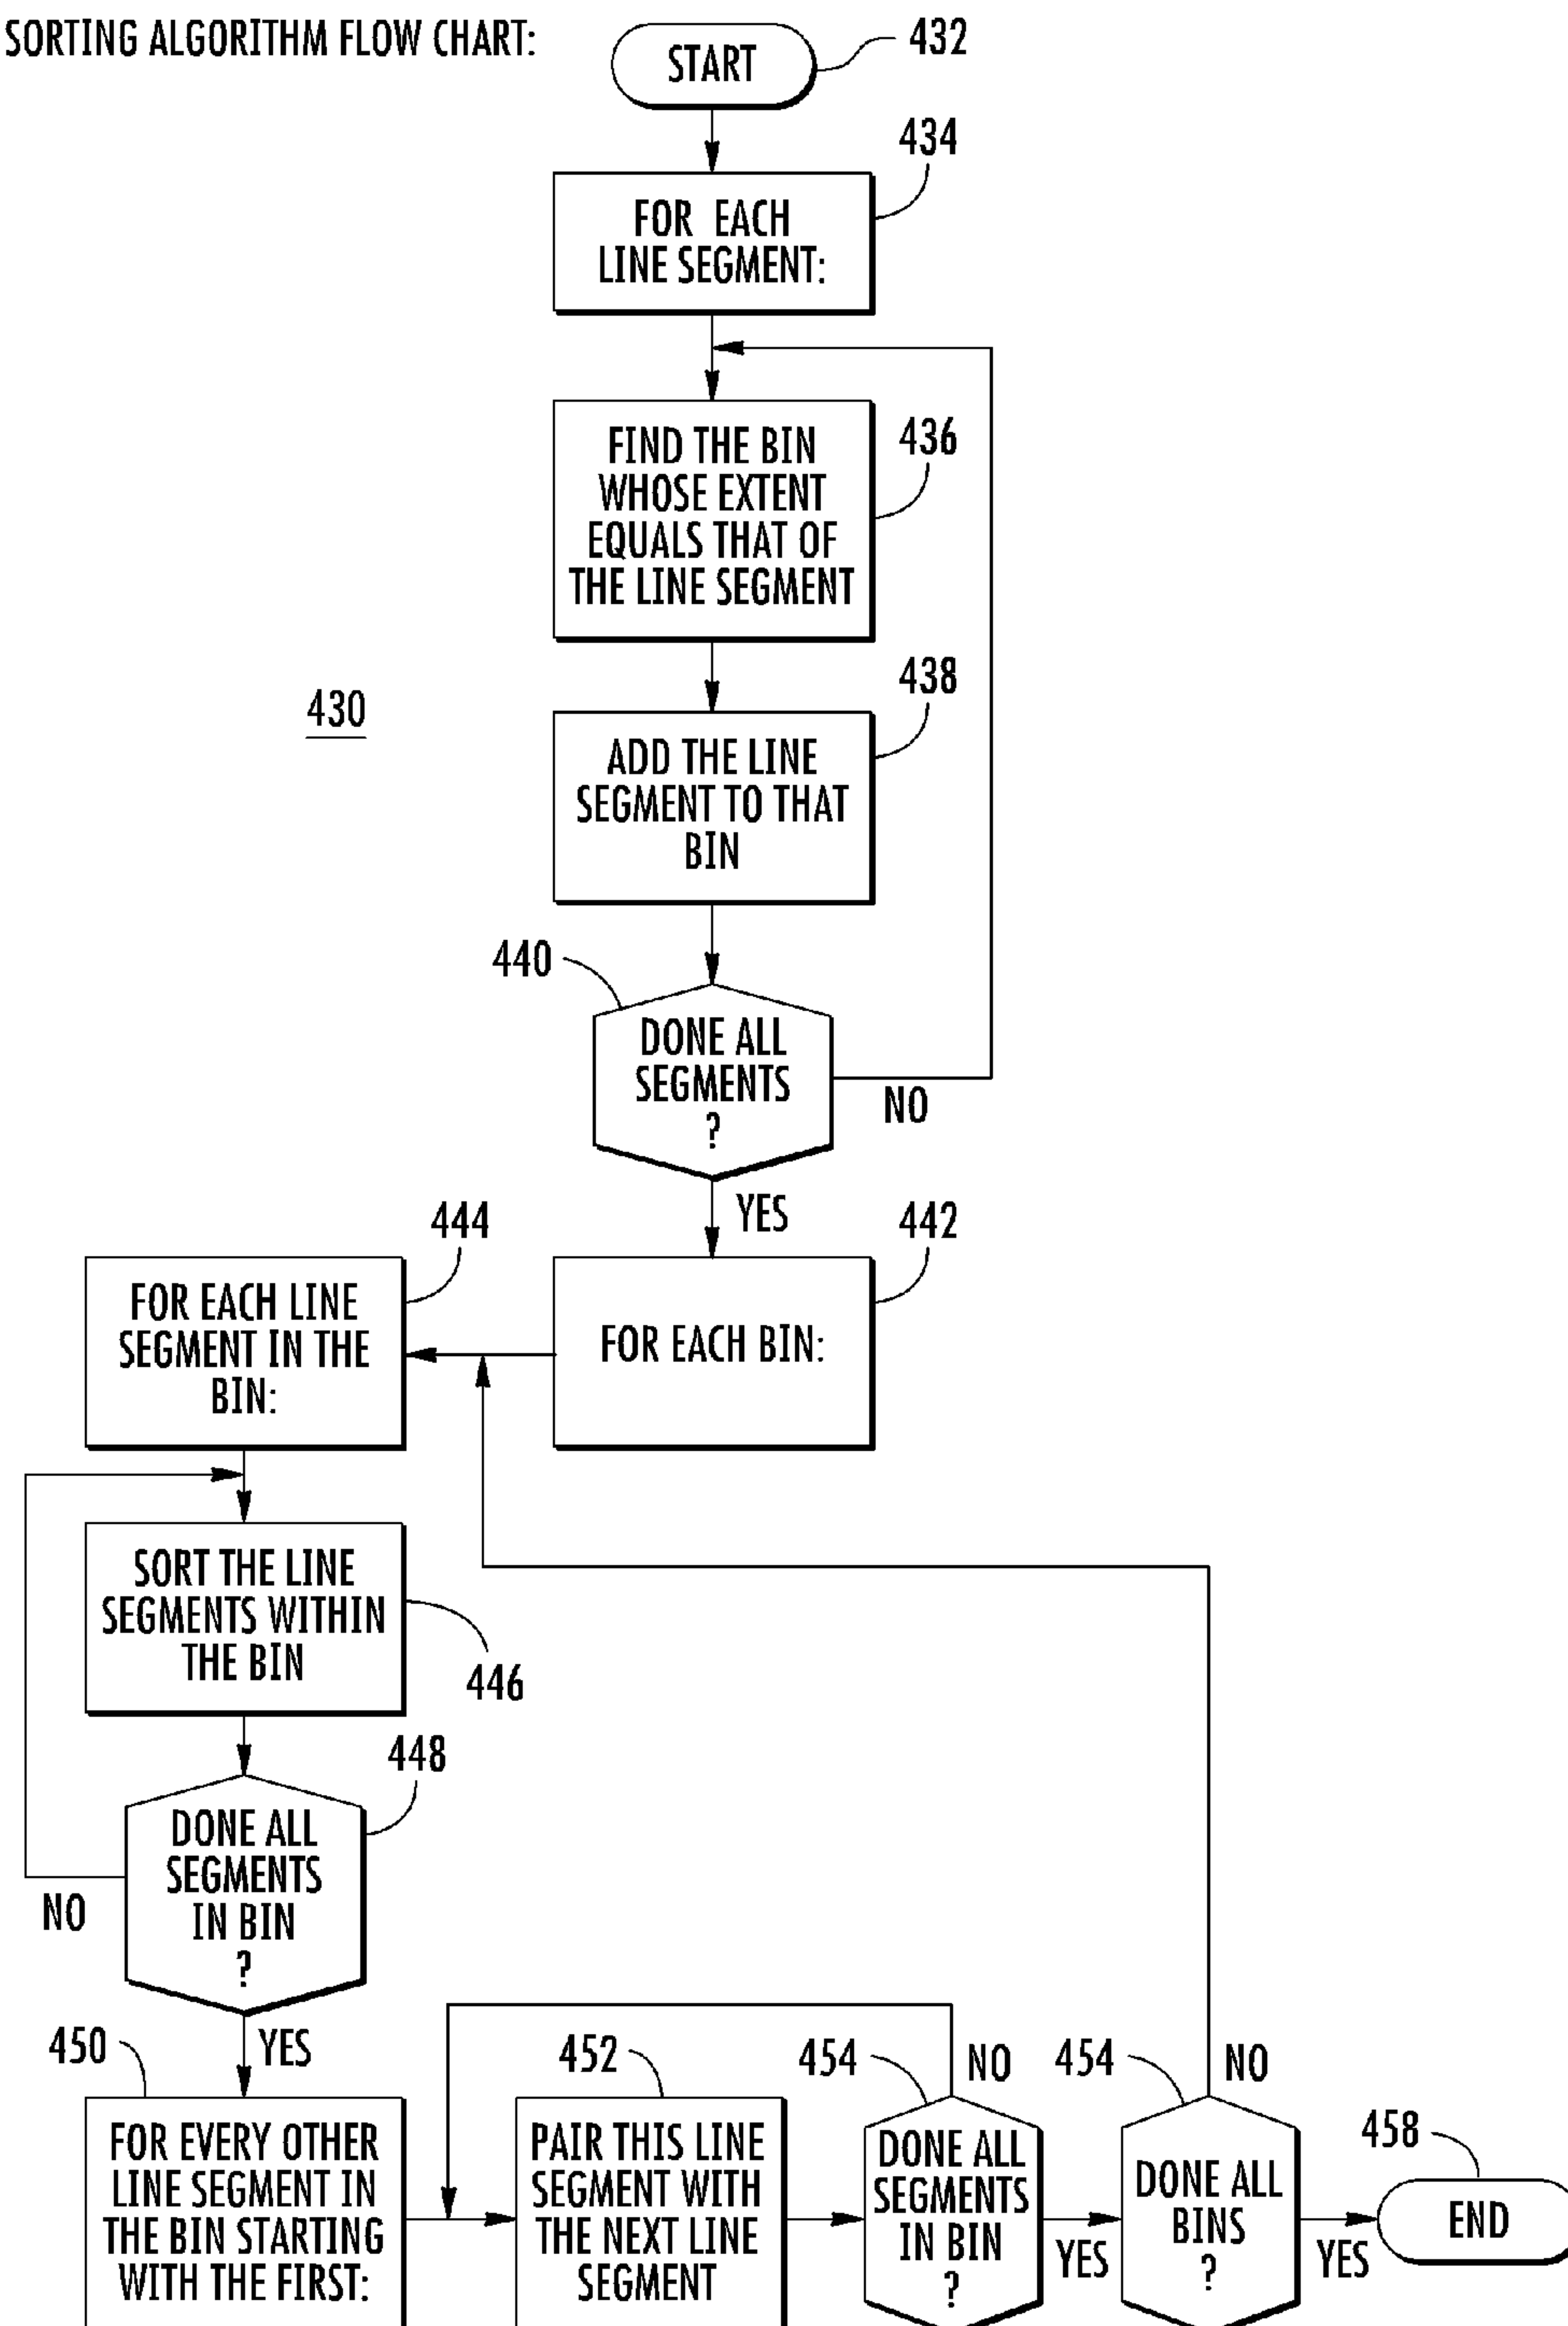 SORTING ALGORITHM FLOW CHART:
START
432
434
FOR EACH
LINE SEGMENT:
436
FIND THE BIN
WHOSE EXTENT
EQUALS THAT OF
THE LINE SEGMENT
430
438
ADD THE LINE
SEGMENT TO THAT
BIN
440
DONE ALL
SEGMENTS
?
NO
YES
442
FOR EACH BIN:
444
FOR EACH LINE
SEGMENT IN THE
BIN:
SORT THE LINE
SEGMENTS WITHIN
THE BIN
446
448
DONE ALL
SEGMENTS
IN BIN
?
NO
YES
450
FOR EVERY OTHER
LINE SEGMENT IN
THE BIN STARTING
WITH THE FIRST:
452
PAIR THIS LINE
SEGMENT WITH
THE NEXT LINE
SEGMENT
454
NO
DONE ALL
SEGMENTS
IN BIN
?
YES
454
NO
DONE ALL
BINS
?
YES
458
END